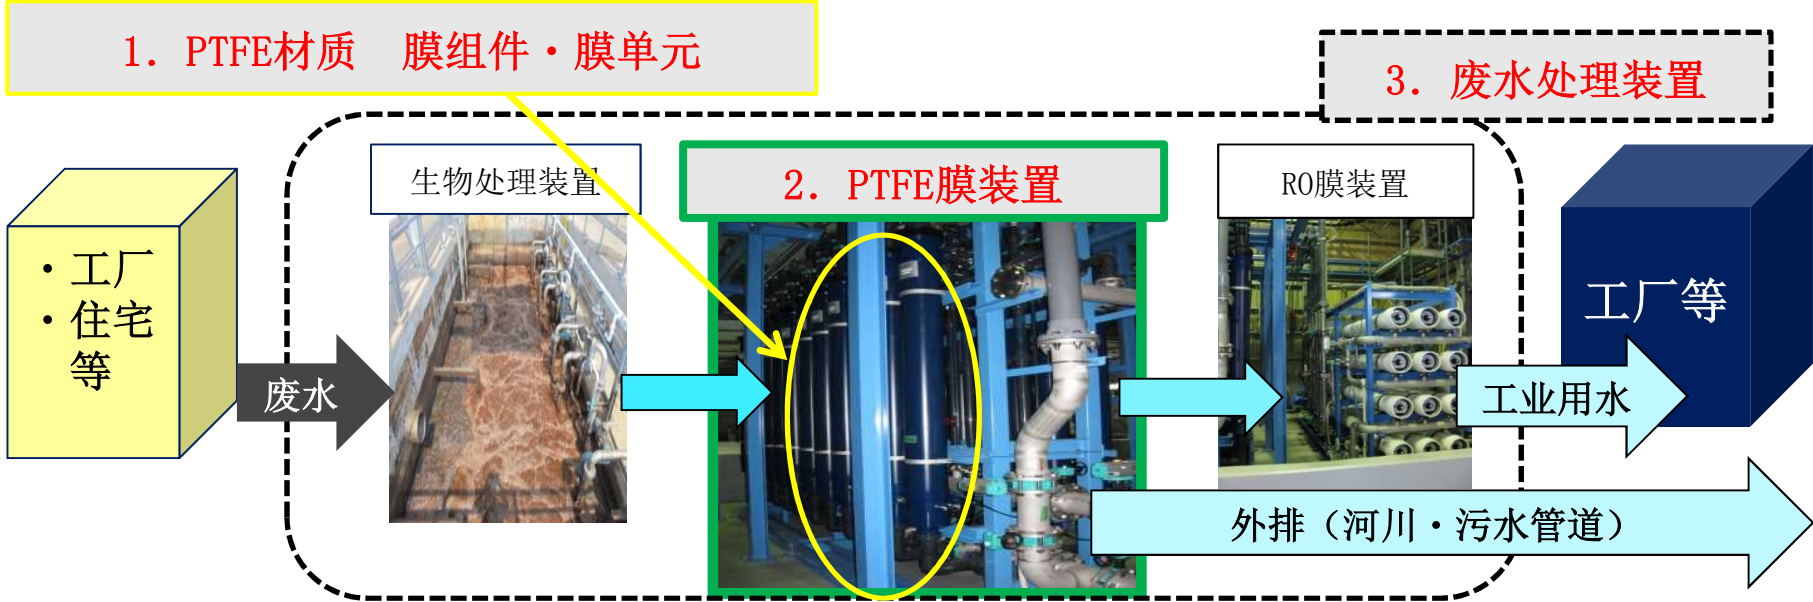 1. PTFE材质　膜组件・膜单元
3. 废水处理装置
生物处理装置
2. PTFE膜装置
RO膜装置
・工厂
・住宅
等
废水
工厂等
工业用水
外排（河川・污水管道）